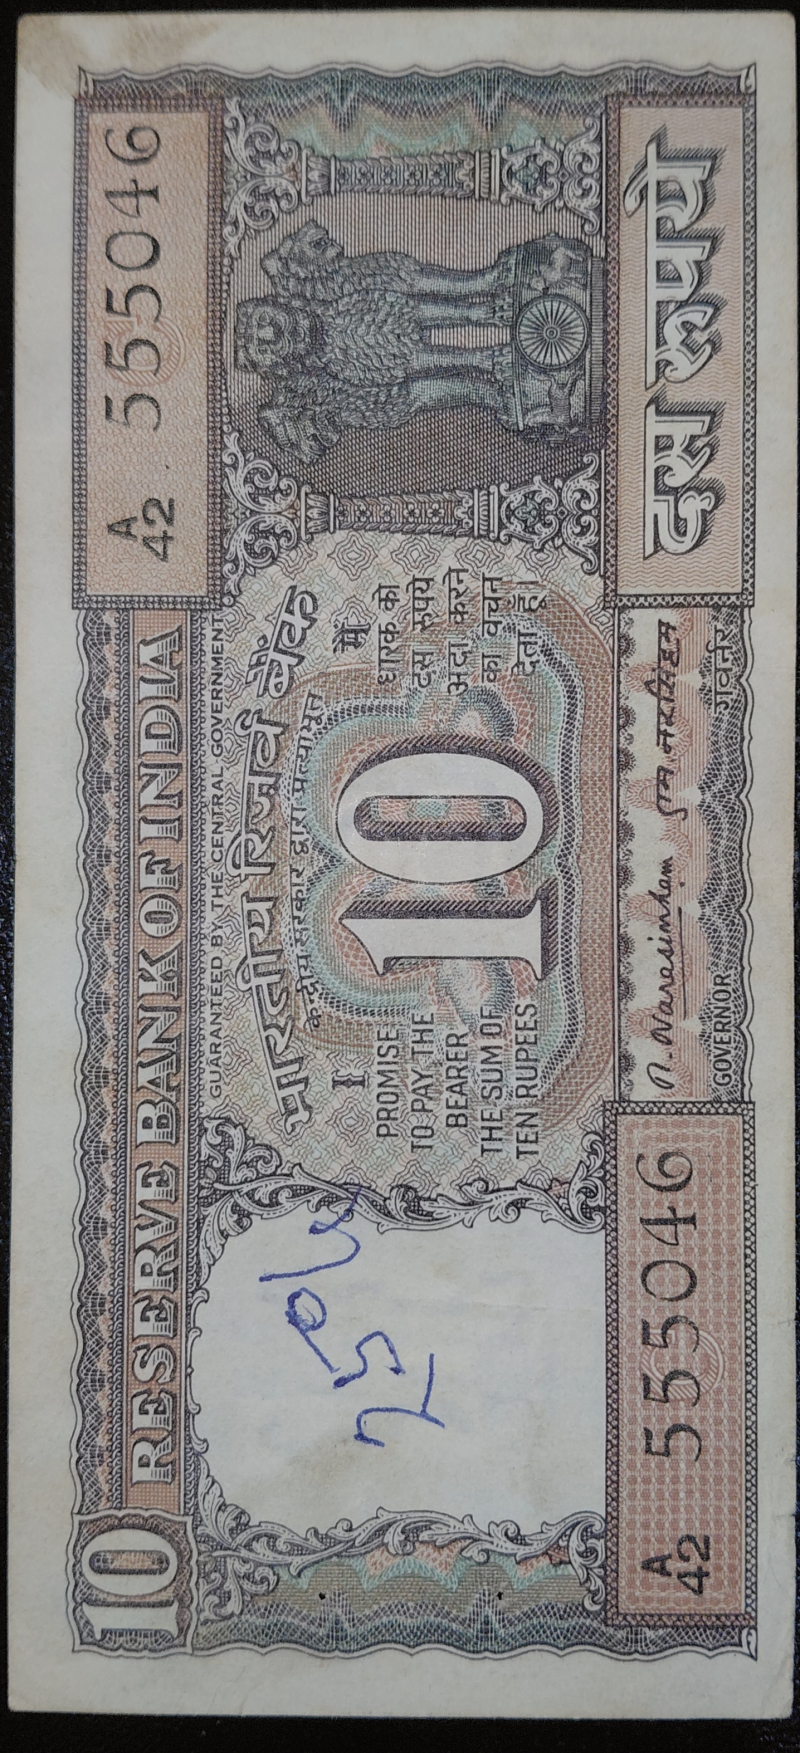 10 RESERVE BANK OF INDIA
A
42 555046
GUARANTEED BY THE CENTRAL GOVERNMENT
भारतीय रिज़र्व बैंक
केन्द्रीय सरकार द्वारा प्रत्याभूत
I
PROMISE
TO PAY THE
BEARER
THE SUM OF
TEN RUPEES
10
मैं
धारक को
दस रुपये
अदा करने
का वचन
देता हूँ।
A
42 555046
M. Narasimham
GOVERNOR
गवर्नर
दस रुपये